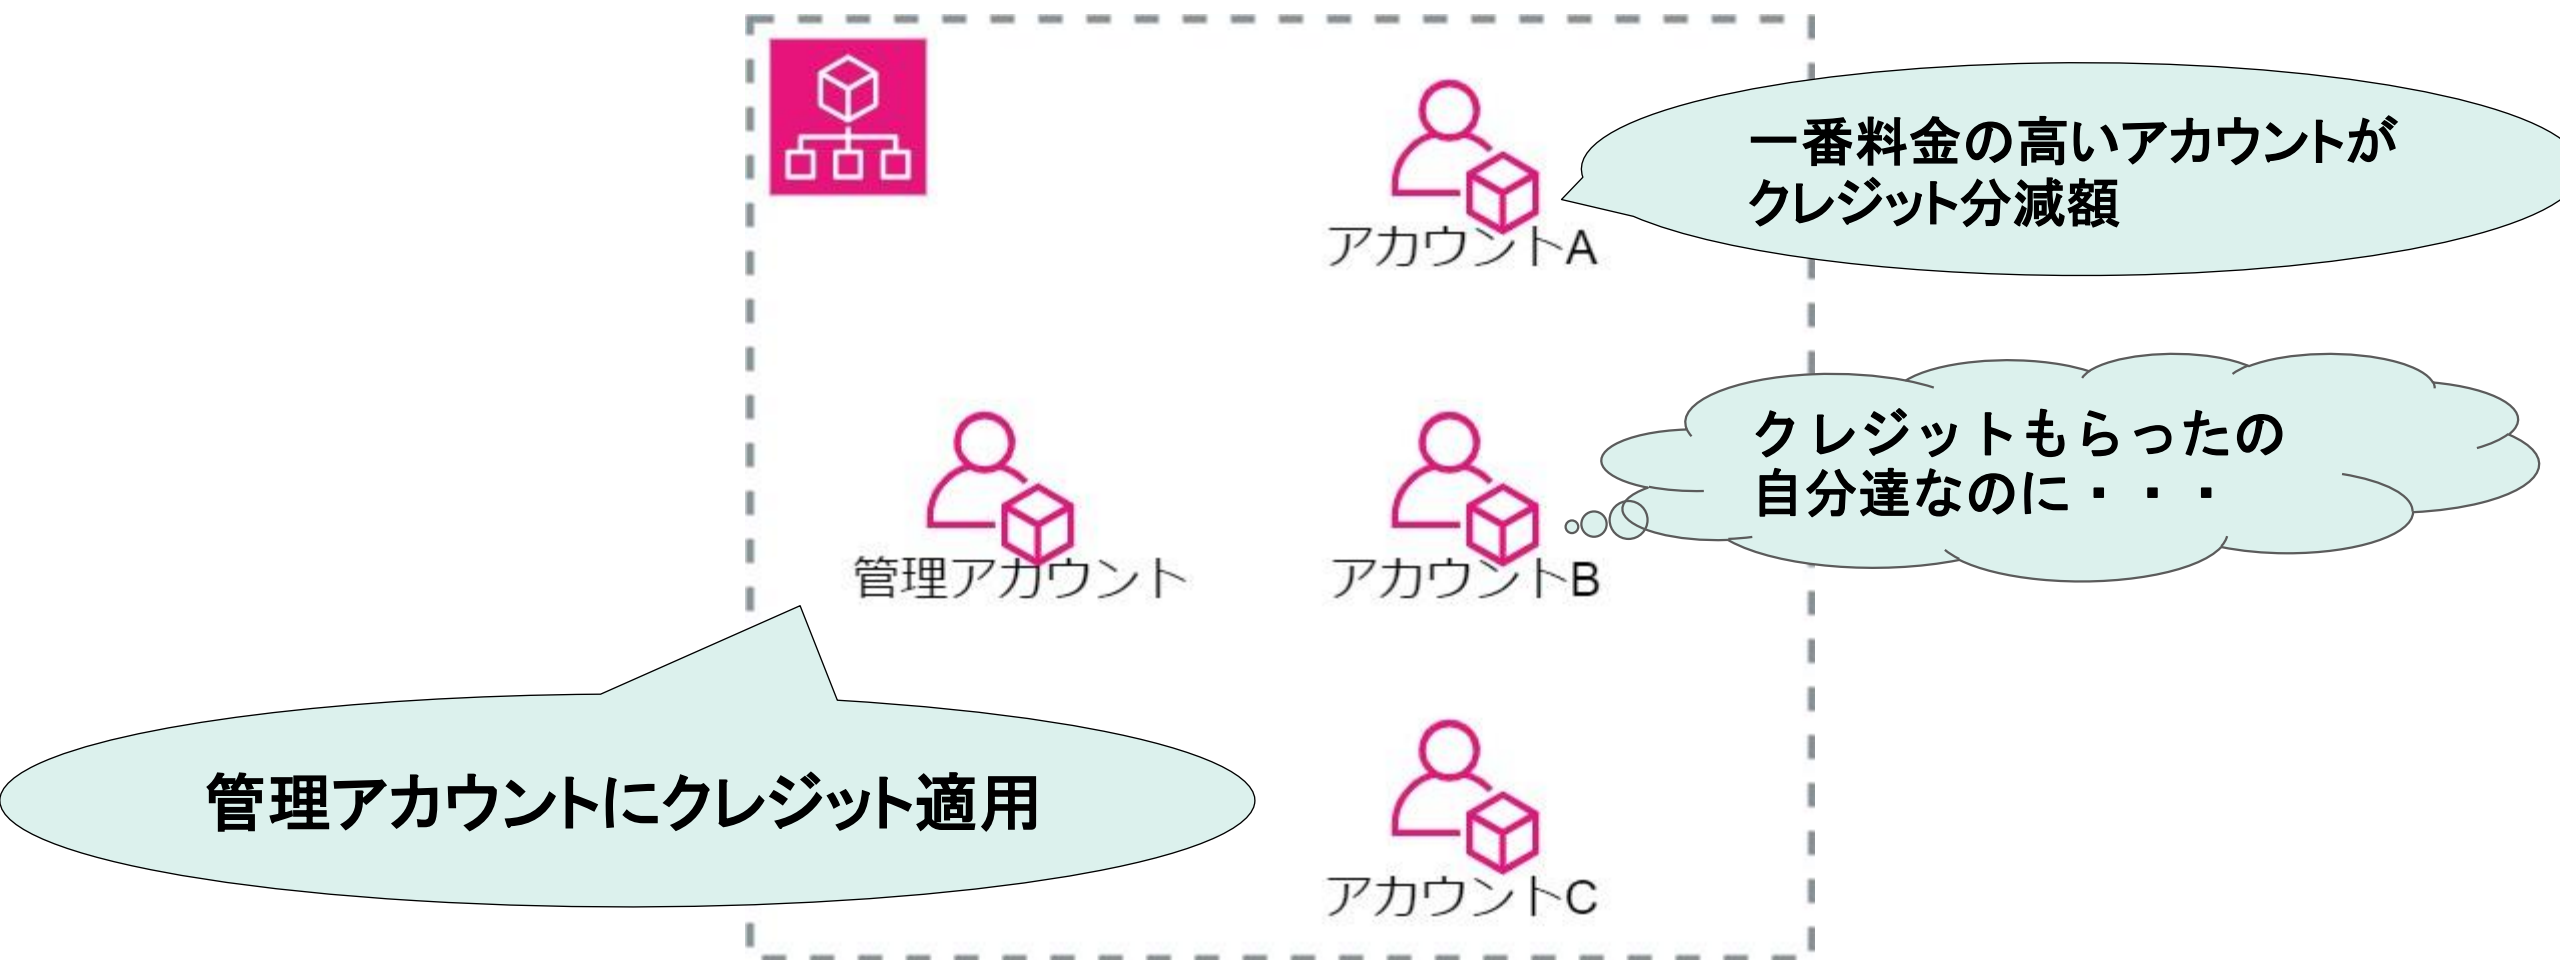 一番料金の高いアカウントが
クレジット分減額
アカウントA
クレジットもらったの
自分達なのに・・・
管理アカウント
アカウントB
管理アカウントにクレジット適用
アカウントC